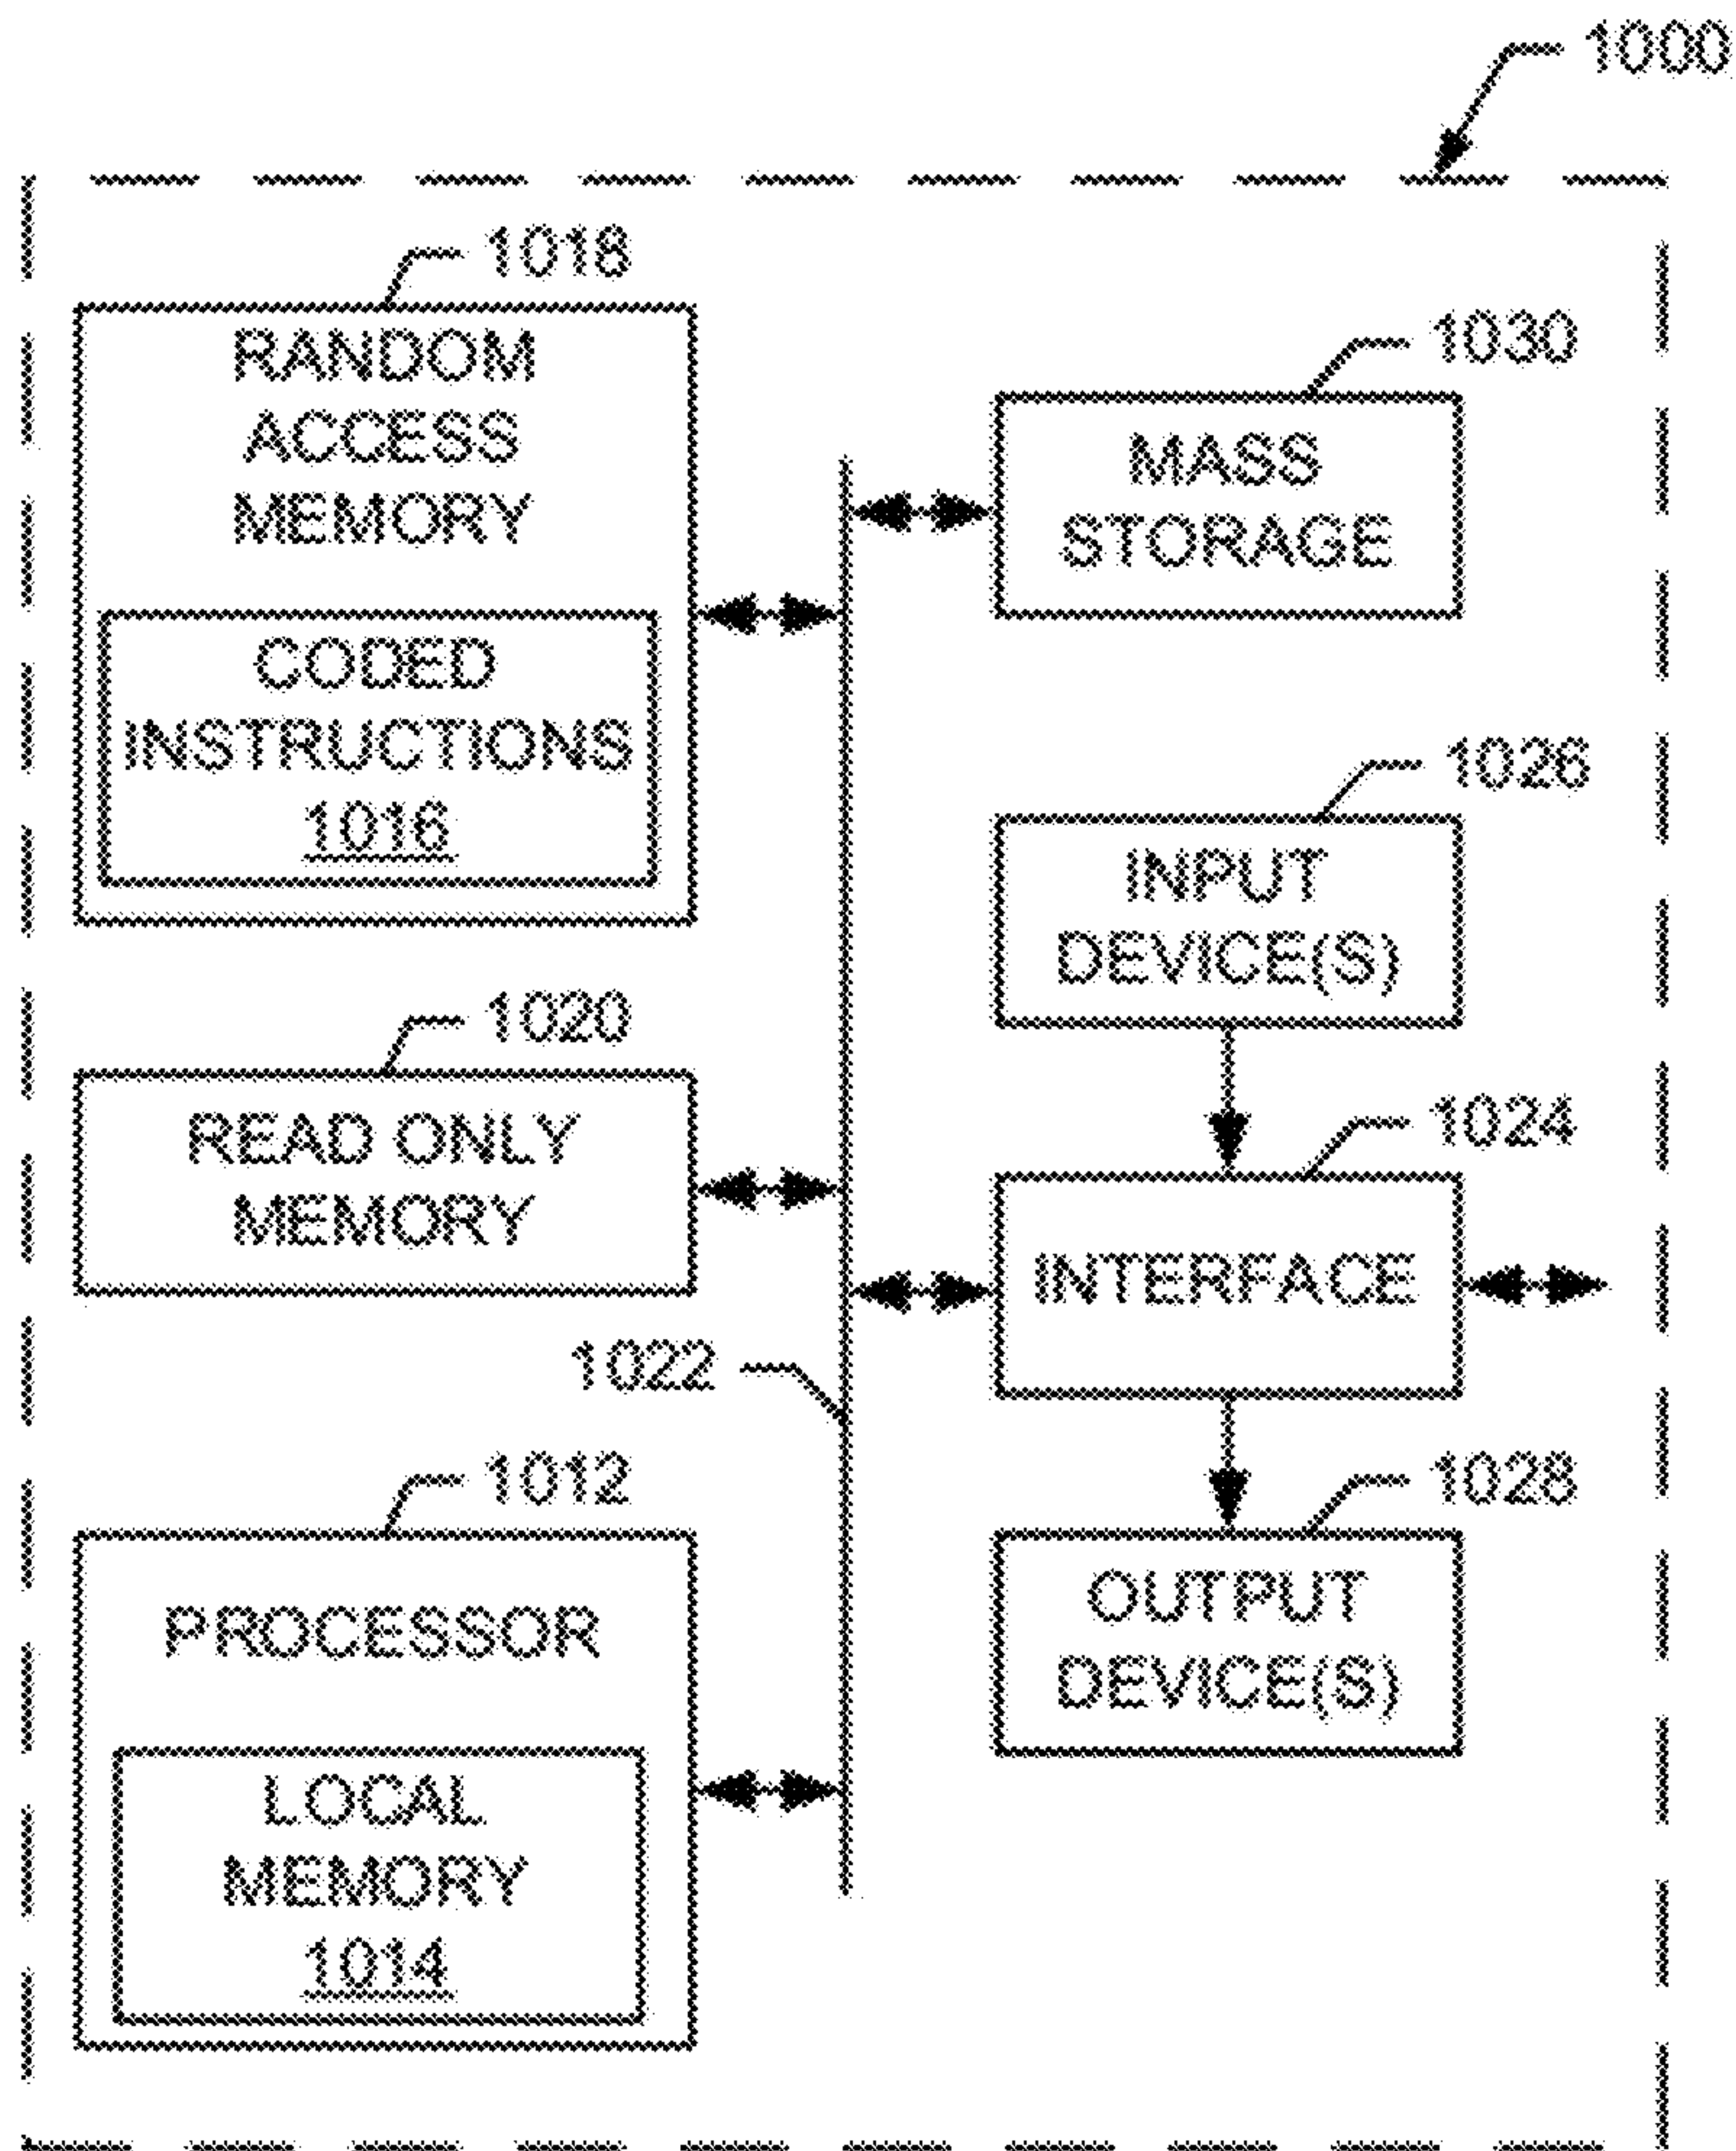 1000
1018
RANDOM
ACCESS
MEMORY
CODED
INSTRUCTIONS
1016
1030
MASS
STORAGE
1026
INPUT
DEVICE(S)
1020
READ ONLY
MEMORY
1024
INTERFACE
1022
1012
PROCESSOR
LOCAL
MEMORY
1014
1028
OUTPUT
DEVICE(S)